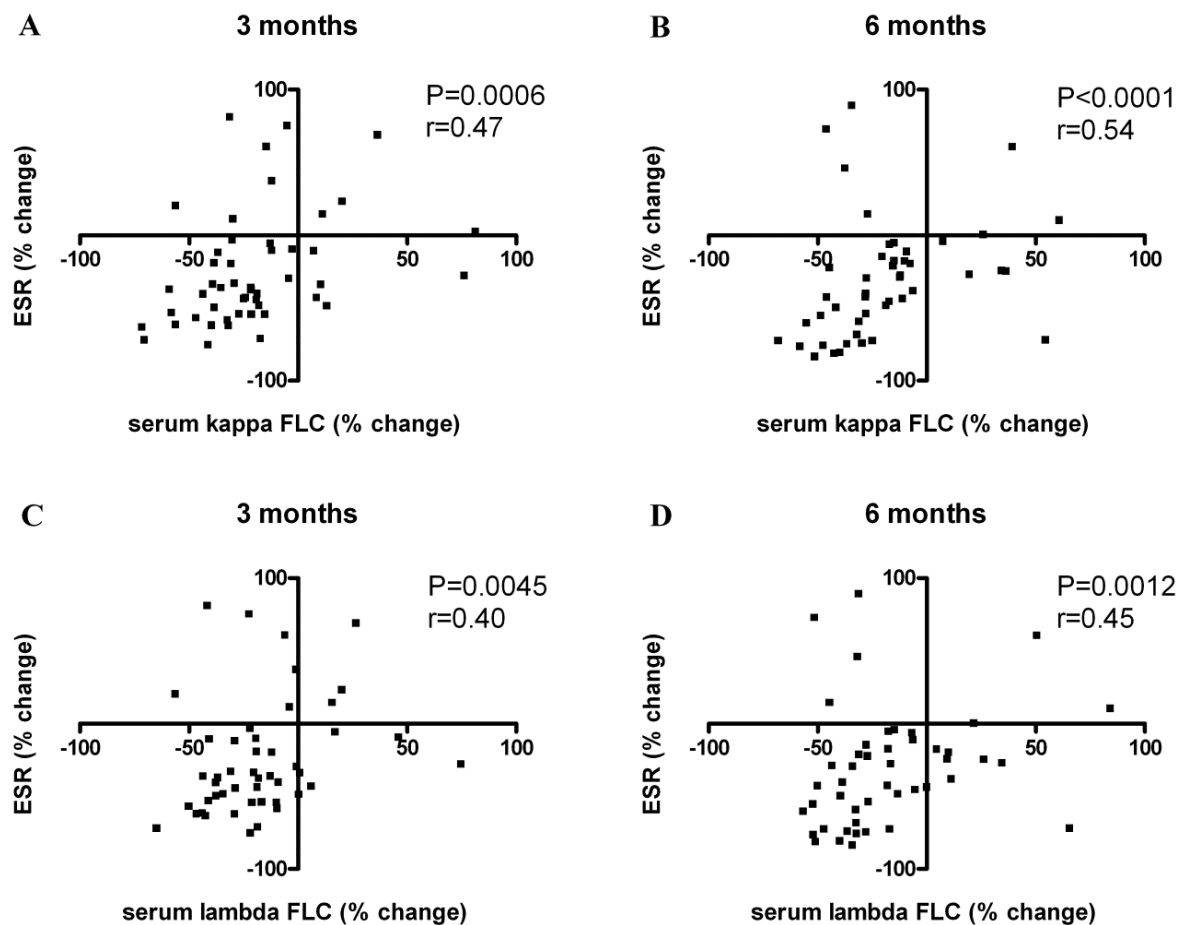 A
3 months
100
P=0.0006
r=0.47
ESR (% change)
-100
-50
50
100
-100
serum kappa FLC (% change)
B
6 months
100
P<0.0001
r=0.54
ESR (% change)
-100
-50
50
100
-100
serum kappa FLC (% change)
C
3 months
100
P=0.0045
r=0.40
ESR (% change)
-100
-50
50
100
-100
serum lambda FLC (% change)
D
6 months
100
P=0.0012
r=0.45
ESR (% change)
-100
-50
50
100
-100
serum lambda FLC (% change)